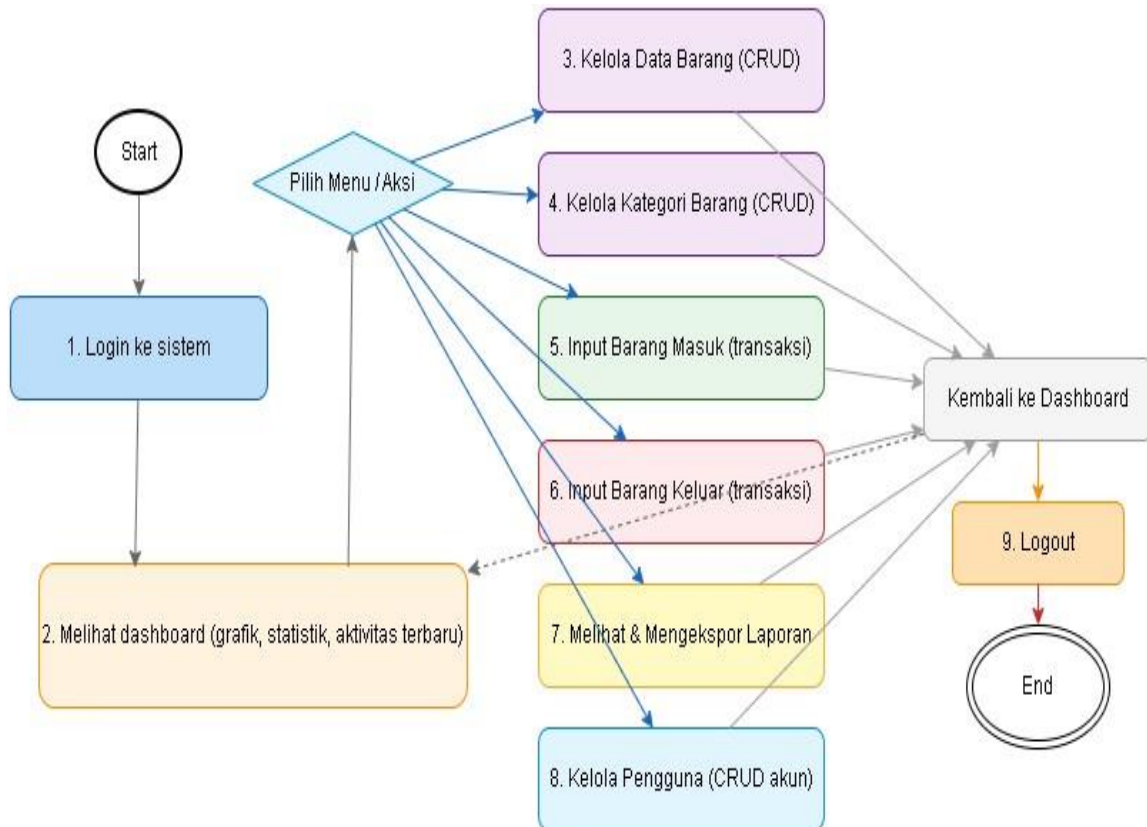 Start
1. Login ke sistem
2. Melihat dashboard (grafik, statistik, aktivitas terbaru)
Pilih Menu / Aksi
3. Kelola Data Barang (CRUD)
4. Kelola Kategori Barang (CRUD)
5. Input Barang Masuk (transaksi)
6. Input Barang Keluar (transaksi)
7. Melihat & Mengekspor Laporan
8. Kelola Pengguna (CRUD akun)
Kembali ke Dashboard
9. Logout
End